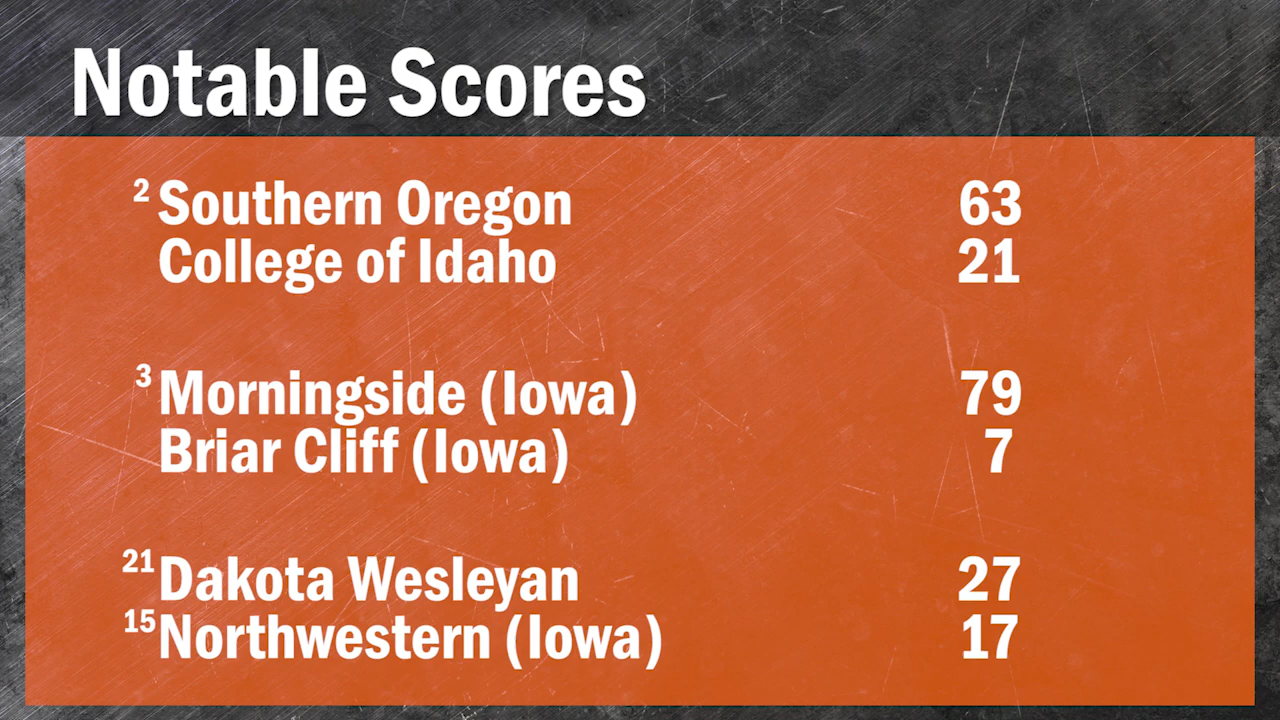 Notable Scores
2 Southern Oregon 63
College of Idaho 21
3 Morningside (Iowa) 79
Briar Cliff (Iowa) 7
21 Dakota Wesleyan 27
15 Northwestern (Iowa) 17